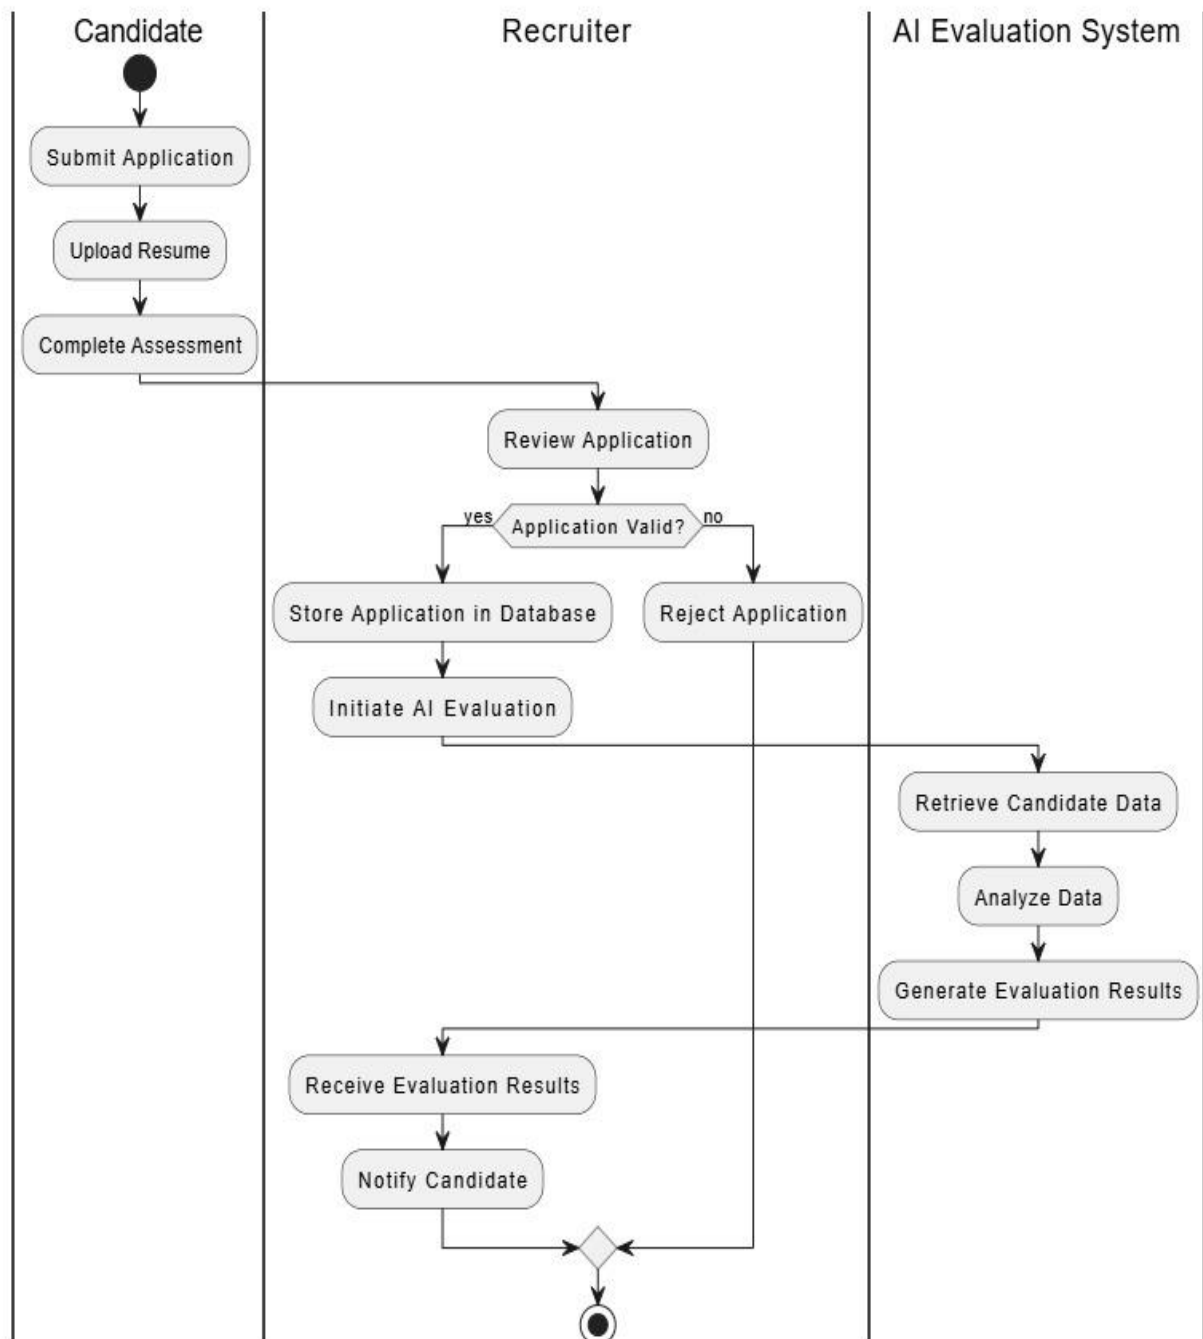 Candidate
Recruiter
AI Evaluation System
Submit Application
Upload Resume
Complete Assessment
Review Application
yes
Application Valid?
no
Store Application in Database
Reject Application
Initiate AI Evaluation
Retrieve Candidate Data
Analyze Data
Generate Evaluation Results
Receive Evaluation Results
Notify Candidate